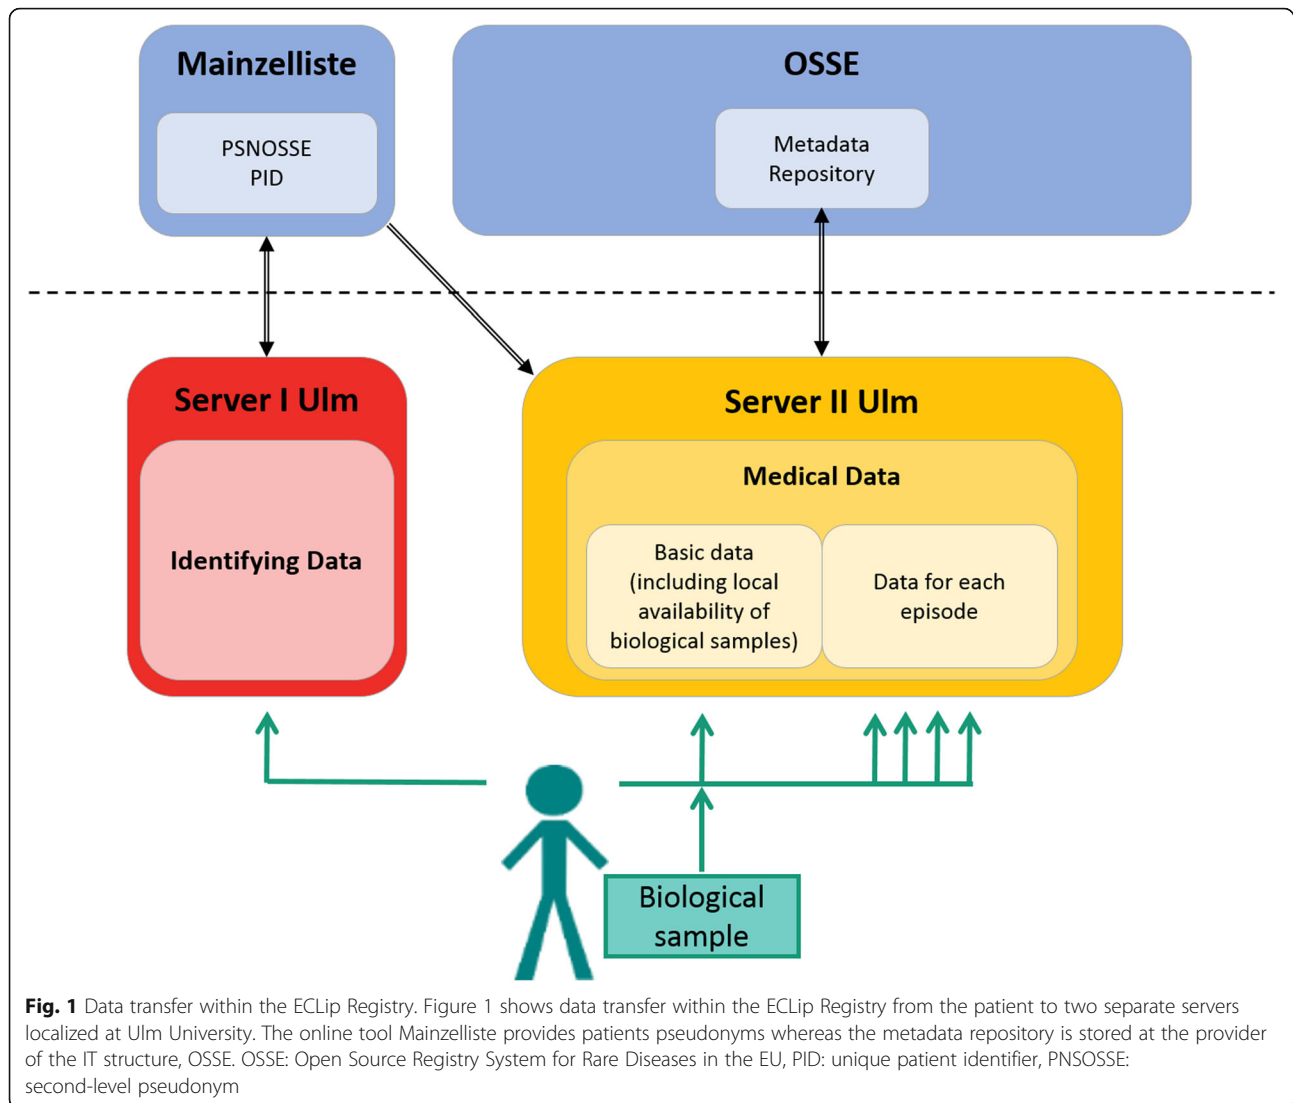 Mainzelliste
PSNOSSE
PID
OSSE
Metadata
Repository
Server I Ulm
Identifying Data
Server II Ulm
Medical Data
Basic data
(including local
availability of
biological samples)
Data for each
episode
Biological
sample
Fig. 1 Data transfer within the ECLip Registry. Figure 1 shows data transfer within the ECLip Registry from the patient to two separate servers
localized at Ulm University. The online tool Mainzelliste provides patients pseudonyms whereas the metadata repository is stored at the provider
of the IT structure, OSSE. OSSE: Open Source Registry System for Rare Diseases in the EU, PID: unique patient identifier, PNSOSSE:
second-level pseudonym